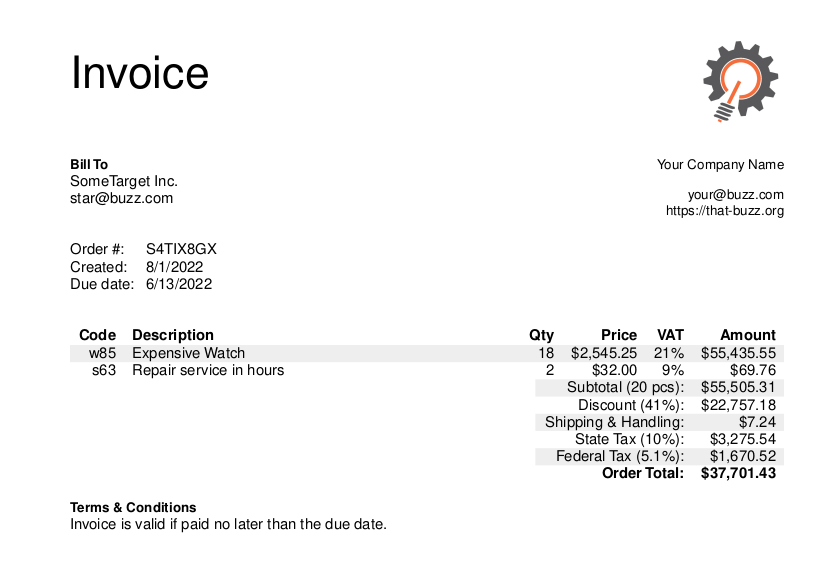 Invoice
Bill To
SomeTarget Inc.
star@buzz.com
Your Company Name
your@buzz.com
https://that-buzz.org
Order #: S4TIX8GX
Created: 8/1/2022
Due date: 6/13/2022
Code Description Qty Price VAT Amount
w85 Expensive Watch 18 $2,545.25 21% $55,435.55
s63 Repair service in hours 2 $32.00 9% $69.76
Subtotal (20 pcs): $55,505.31
Discount (41%): $22,757.18
Shipping & Handling: $7.24
State Tax (10%): $3,275.54
Federal Tax (5.1%): $1,670.52
Order Total: $37,701.43
Terms & Conditions
Invoice is valid if paid no later than the due date.